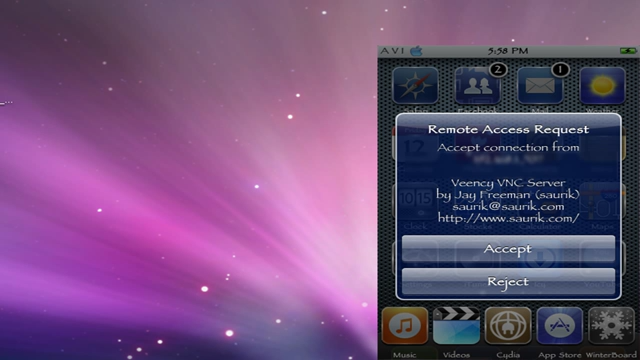 AVI
5:58 PM
2
1
Remote Access Request
Accept connection from
Veency VNC Server
by Jay Freeman (saurik)
saurik@saurik.com
http://www.saurik.com/
Accept
Reject
Music Videos Cydia App Store WinterBoard